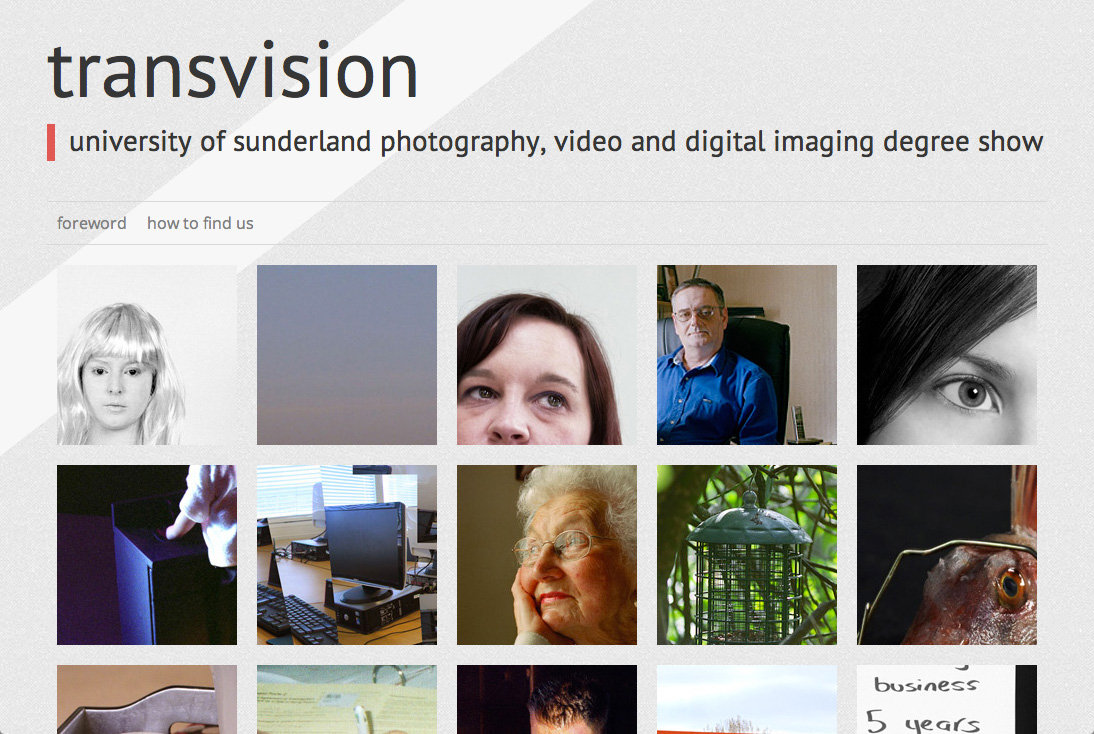 transvision
university of sunderland photography, video and digital imaging degree show
foreword how to find us
business
5 years